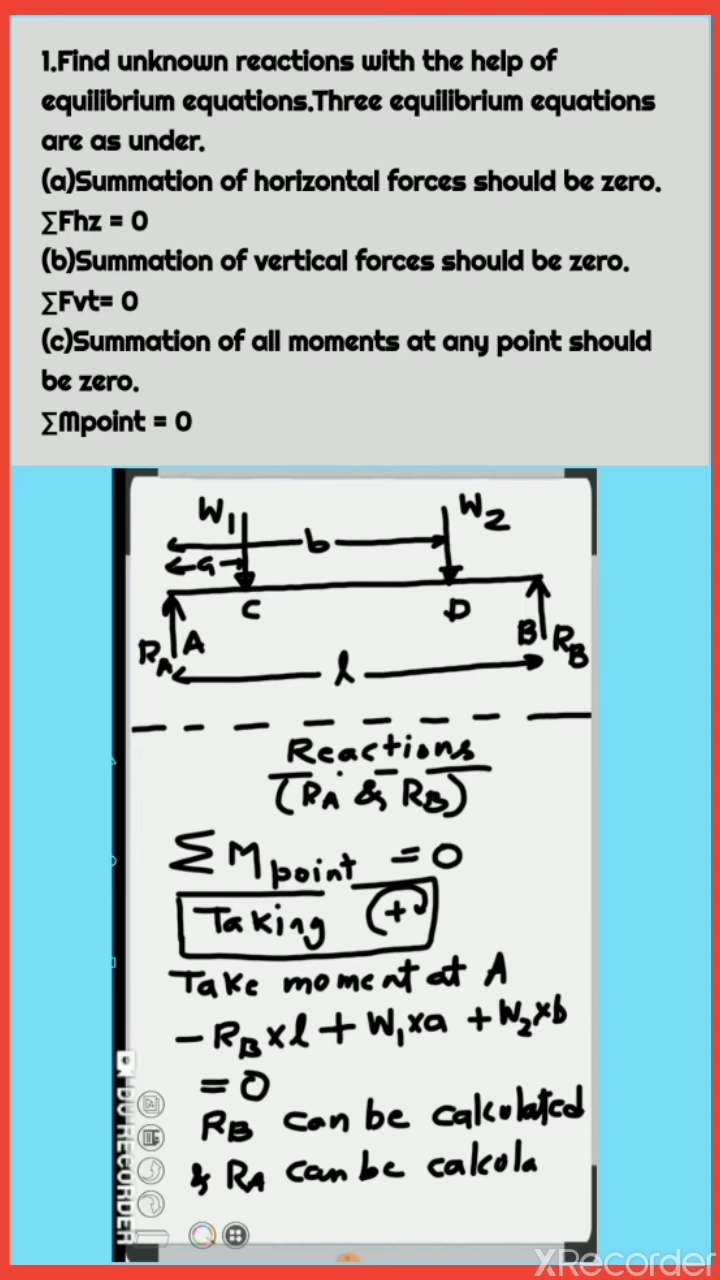 1.Find unknown reactions with the help of
equilibrium equations.Three equilibrium equations
are as under.
(a)Summation of horizontal forces should be zero.
∑Fhz = 0
(b)Summation of vertical forces should be zero.
∑Fvt= 0
(c)Summation of all moments at any point should
be zero.
∑Mpoint = 0
W1 W2
b
a
C D
RA A B RB
l
Reactions
(RA & RB)
∑ Mpoint = 0
Taking (+)
Take moment at A
- RB×l + W1×a + W2×b
= 0
RB can be calculated
& RA can be calcola
DU RECORDER
XRecorder